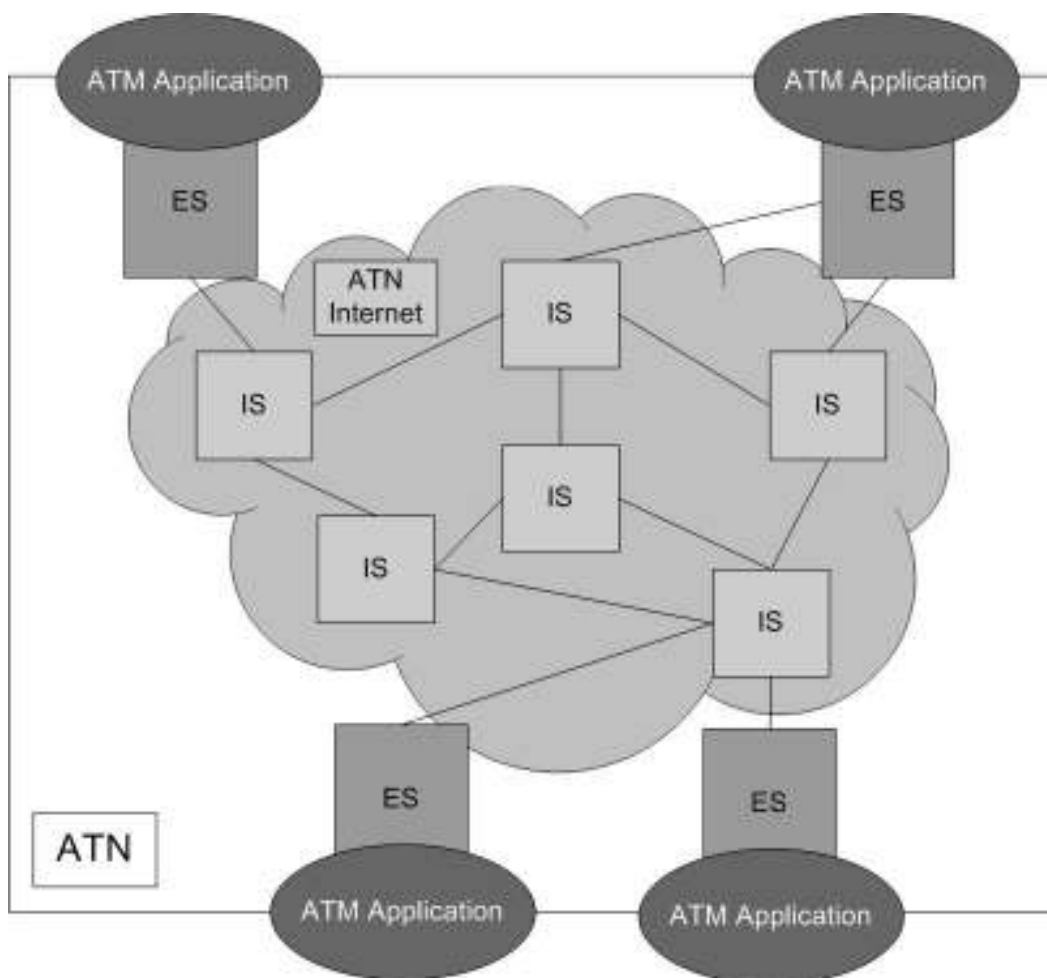 ATM Application
ATM Application
ES
ES
ATN
Internet
IS
IS
IS
IS
IS
IS
ES
ES
ATN
ATM Application
ATM Application